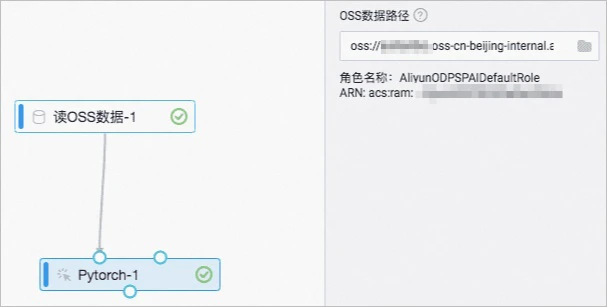 OSS数据路径
oss:// oss-cn-beijing-internal.a
角色名称：AliyunODPSPAIDefaultRole
ARN: acs:ram:
读OSS数据-1
Pytorch-1